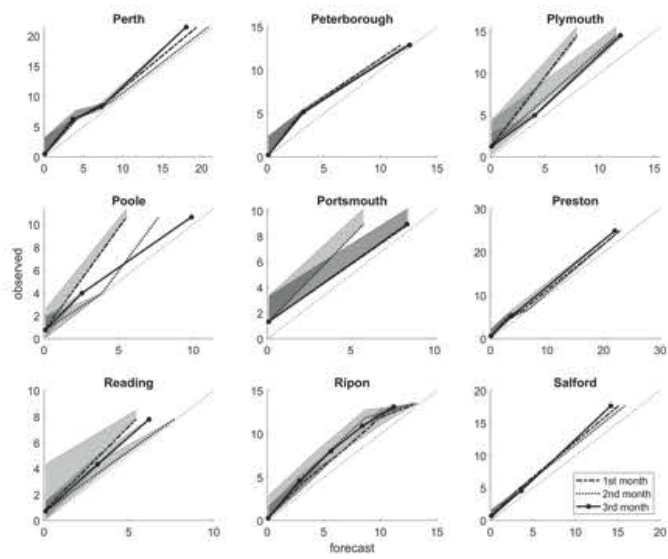 Perth
Peterborough
Plymouth
20
15
10
5
0
0 5 10 15 20
15
10
5
0
0 5 10 15
15
10
5
0
0 5 10 15
Poole
Portsmouth
Preston
observed
10
8
6
4
2
0
0 5 10
10
8
6
4
2
0
0 5 10
30
20
10
0
0 10 20 30
Reading
Ripon
Salford
8
6
4
2
0
0 5 10
15
10
5
0
0 5 10 15
20
15
10
5
0
0 5 10 15 20
1st month
2nd month
3rd month
forecast